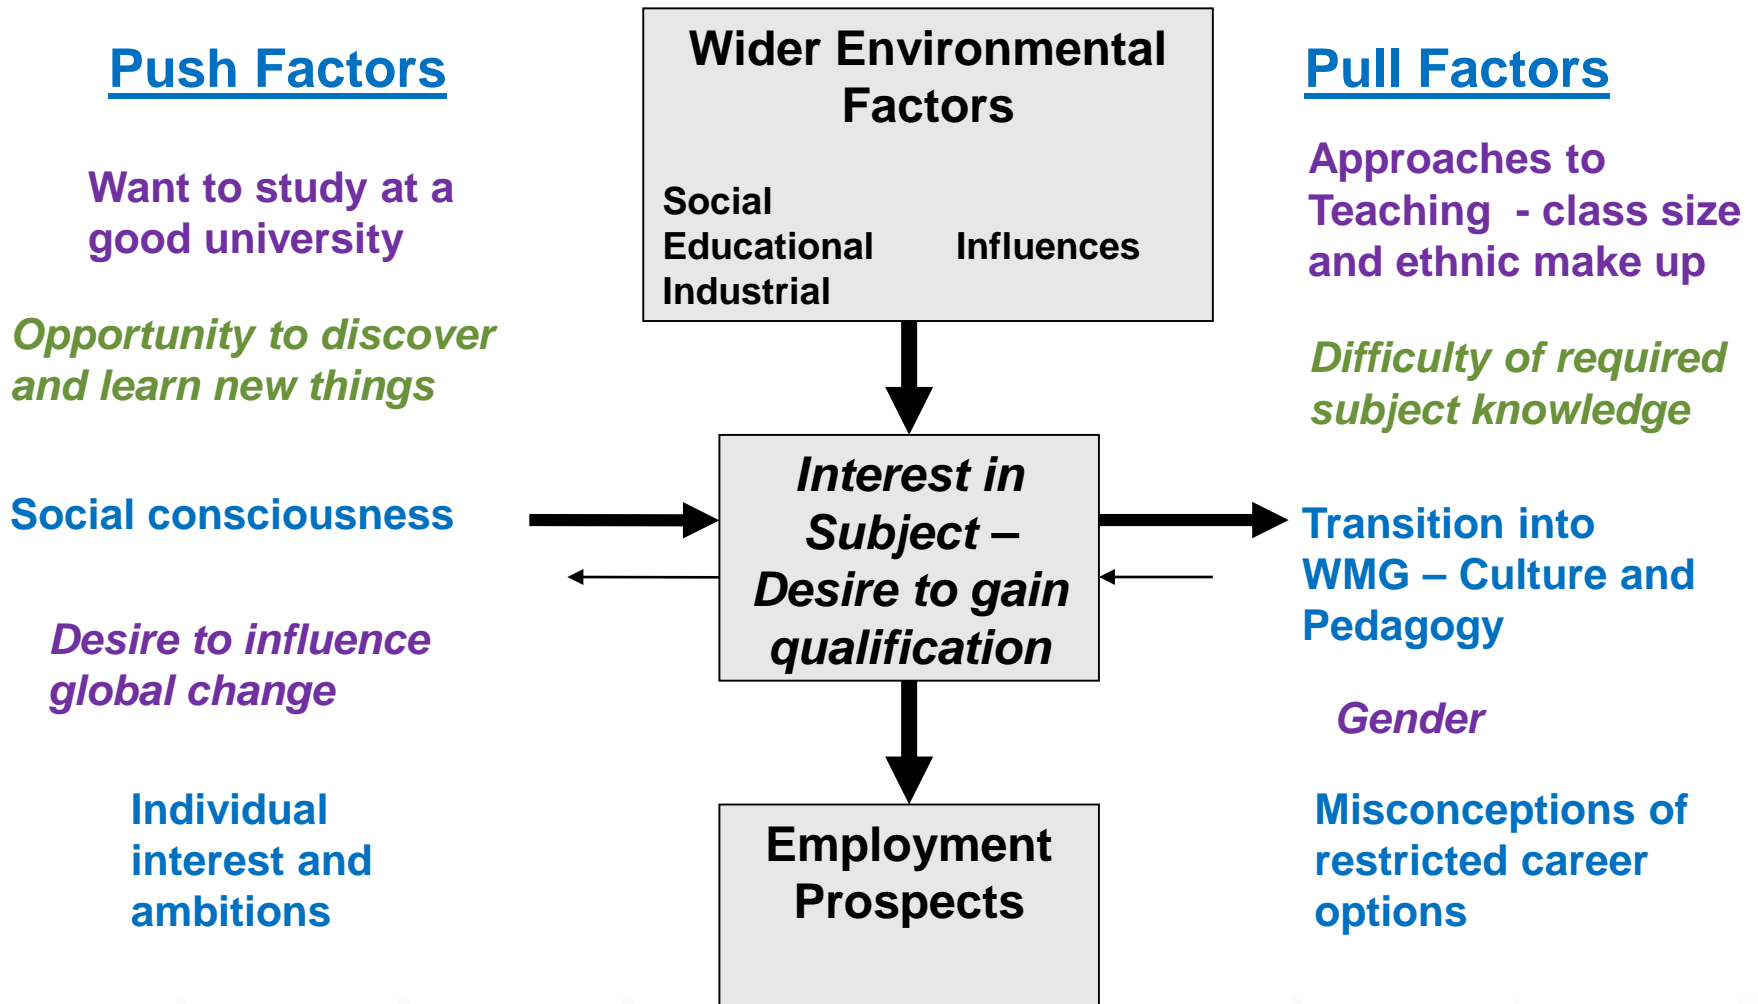 Push Factors
Want to study at a
good university
Opportunity to discover
and learn new things
Social consciousness
Desire to influence
global change
Individual
interest and
ambitions
Wider Environmental
Factors
Social
Educational Influences
Industrial
Interest in
Subject –
Desire to gain
qualification
Employment
Prospects
Pull Factors
Approaches to
Teaching - class size
and ethnic make up
Difficulty of required
subject knowledge
Transition into
WMG – Culture and
Pedagogy
Gender
Misconceptions of
restricted career
options